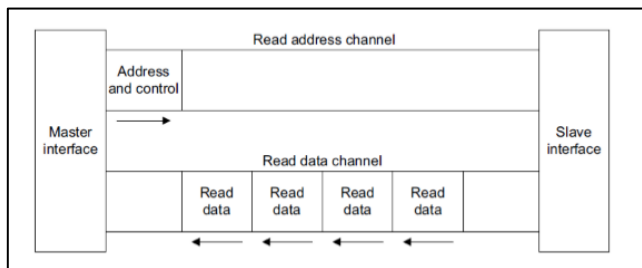 Read address channel
Address
and control
Master
interface
Slave
interface
Read data channel
Read
data
Read
data
Read
data
Read
data